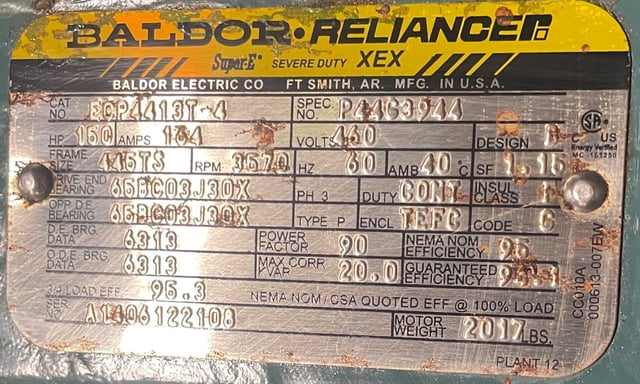 BALDOR • RELIANCER
Super-E® SEVERE DUTY XEX
BALDOR ELECTRIC CO FT SMITH, AR. MFG. IN U.S.A.
CAT NO. ECP4413T-4 SPEC. NO. P44G3944
HP 150 AMPS 164 VOLTS 460 DESIGN
FRAME SIZE 445TS RPM 3570 HZ 60 AMB 40 °C SF 1.15
DRIVE END BEARING 65BC03J30X PH 3 DUTY CONT INSUL CLASS
OPP D.E. BEARING 65BC03J30X TYPE P ENCL TEFC CODE G
D.E. BRG. DATA 6313 POWER FACTOR 90 NEMA NOM EFFICIENCY 95
O.D.E. BRG. DATA 6313 MAX CORR KVAR 20.0 GUARANTEED EFFICIENCY
3/4 LOAD EFF 95.3 NEMA NOM / CSA QUOTED EFF @ 100% LOAD
SER NO A1406122108 MOTOR WEIGHT 2017 LBS.
PLANT 12
C US
Energy Verified
CC010A